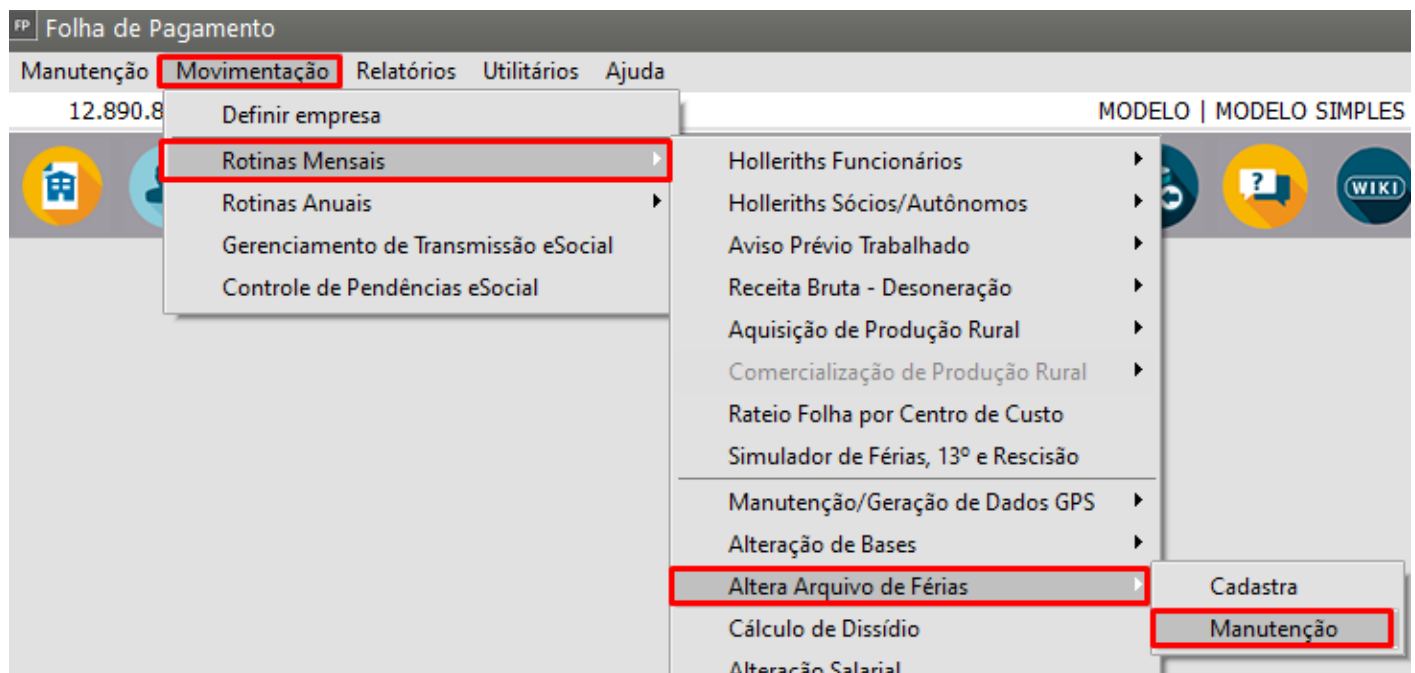 FP Folha de Pagamento
Manutenção Movimentação Relatórios Utilitários Ajuda
12.890.8
MODELO | MODELO SIMPLES
Definir empresa
Rotinas Mensais
Rotinas Anuais
Gerenciamento de Transmissão eSocial
Controle de Pendências eSocial
Holleriths Funcionários
Holleriths Sócios/Autônomos
Aviso Prévio Trabalhado
Receita Bruta - Desoneração
Aquisição de Produção Rural
Comercialização de Produção Rural
Rateio Folha por Centro de Custo
Simulador de Férias, 13º e Rescisão
Manutenção/Geração de Dados GPS
Alteração de Bases
Altera Arquivo de Férias
Cálculo de Dissídio
Alteração Salarial
Cadastra
Manutenção
?
WIKI